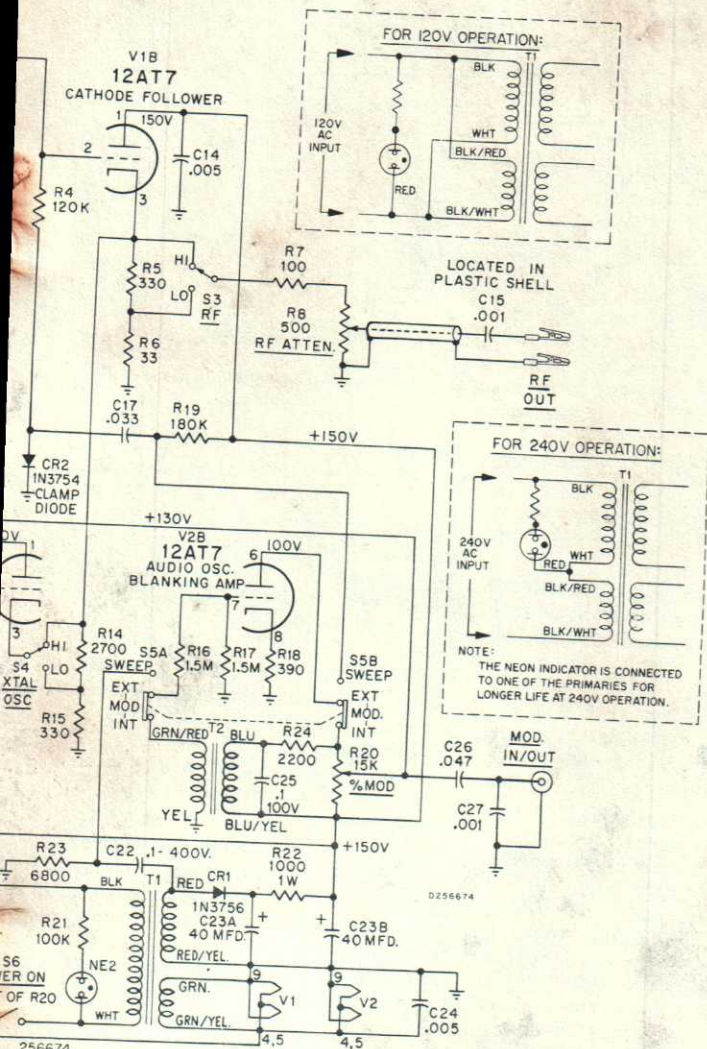 V1B
12AT7
CATHODE FOLLOWER
1
150V
2
3
C14
.005
R4
120K
R5
330
HI
LO
S3
RF
R6
33
R7
100
R8
500
RF ATTEN.
LOCATED IN
PLASTIC SHELL
C15
.001
RF
OUT
FOR 120V OPERATION:
T1
BLK
120V
AC
INPUT
WHT
BLK/RED
RED
BLK/WHT
C17
.033
R19
180K
+150V
CR2
1N3754
CLAMP
DIODE
+130V
V2B
12AT7
AUDIO OSC.
BLANKING AMP
6
100V
7
8
0V
1
3
HI
LO
S4
XTAL
OSC
R14
2700
R15
330
S5A
SWEEP
EXT
MOD
INT
R16
1.5M
R17
1.5M
R18
390
S5B
SWEEP
EXT
MOD.
INT
GRN/RED
T2
BLU
R24
2200
R20
15K
%MOD
C25
.1
100V
YEL
BLU/YEL
FOR 240V OPERATION:
T1
BLK
240V
AC
INPUT
WHT
RED
BLK/RED
BLK/WHT
NOTE:
THE NEON INDICATOR IS CONNECTED
TO ONE OF THE PRIMARIES FOR
LONGER LIFE AT 240V OPERATION.
C26
.047
MOD.
IN/OUT
C27
.001
+150V
R23
6800
C22
.1- 400V.
R22
1000
1W
D256674
BLK
T1
RED
CR1
1N3756
C23A
40 MFD.
+
C23B
40 MFD.
+
R21
100K
NE2
RED/YEL.
S6
ER ON
OF R20
WHT
GRN.
GRN/YEL.
9
V1
4,5
9
V2
4,5
C24
.005
256674